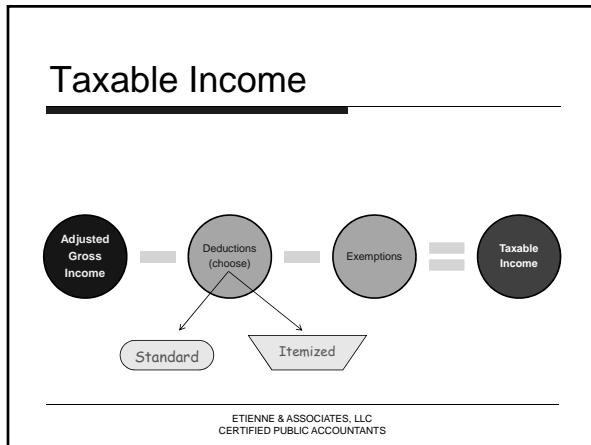 Taxable Income
Adjusted
Gross
Income
Deductions
(choose)
Exemptions
Taxable
Income
Standard
Itemized
ETIENNE & ASSOCIATES, LLC
CERTIFIED PUBLIC ACCOUNTANTS